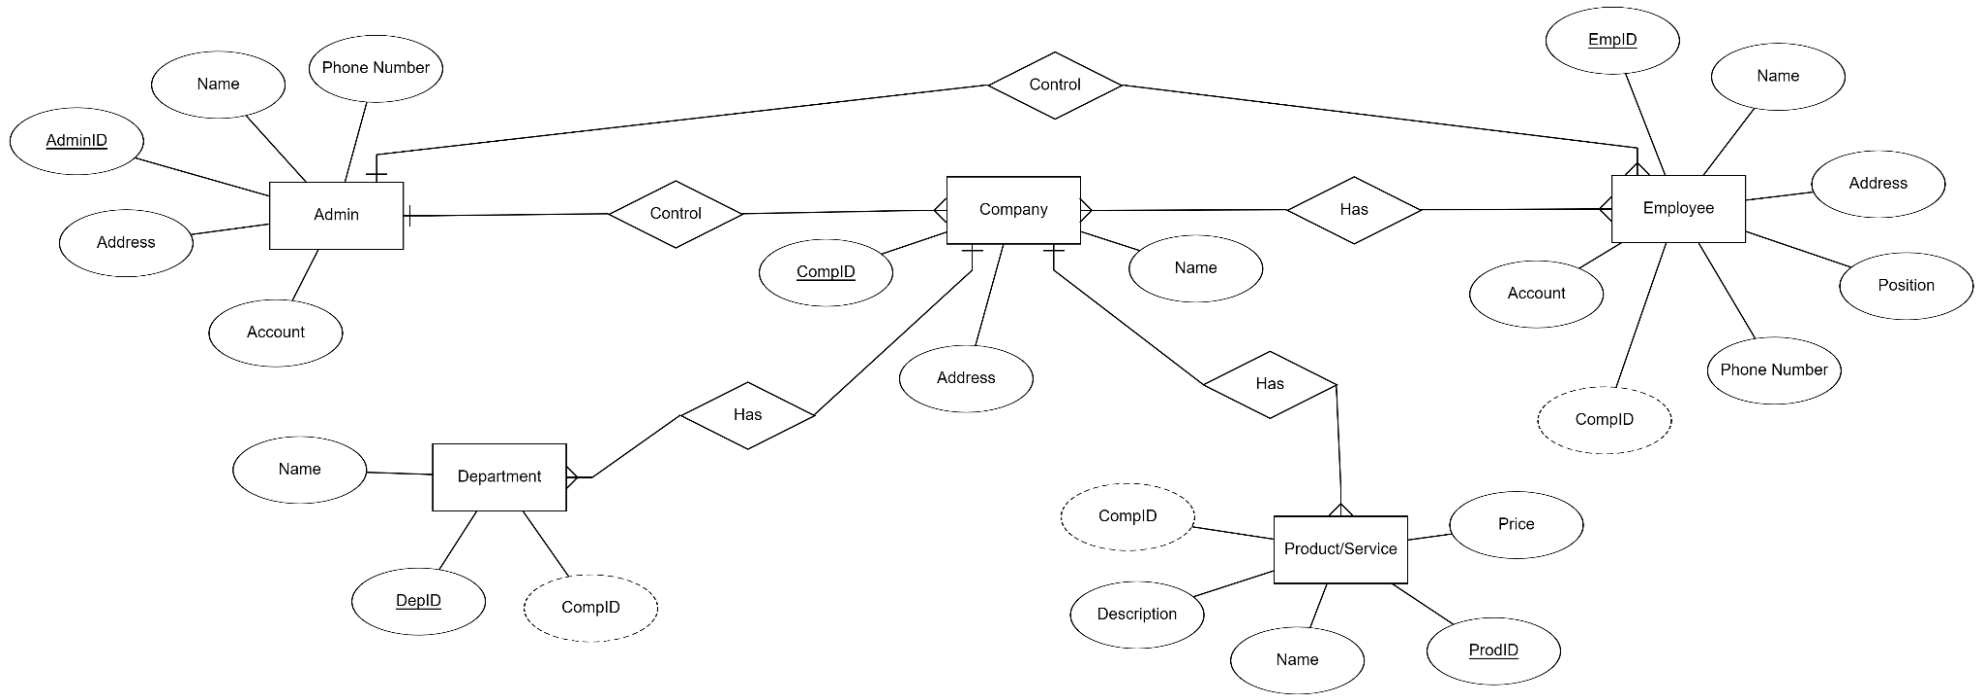 EmpID
Phone Number
Name
Name
Control
AdminID
Address
Admin
Control
Company
Has
Employee
Address
CompID
Name
Account
Position
Account
Address
Has
Phone Number
Has
CompID
Name
Department
CompID
Price
Product/Service
DepID
CompID
Description
Name
ProdID